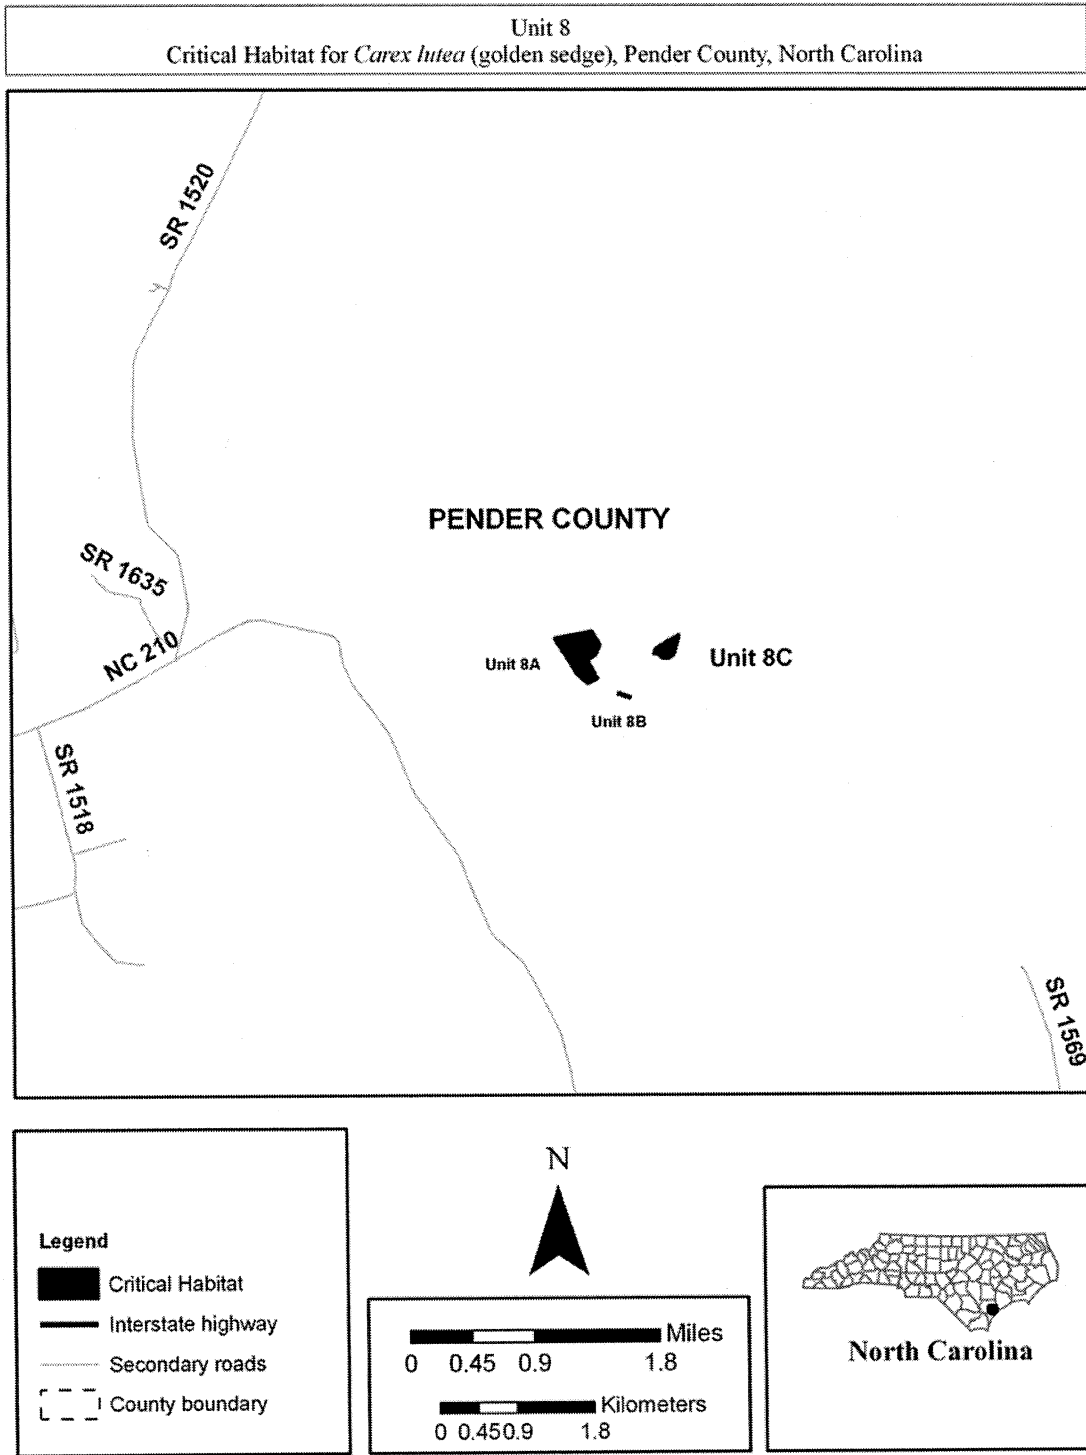 Unit 8
Critical Habitat for Carex lutea (golden sedge), Pender County, North Carolina
SR 1520
PENDER COUNTY
SR 1635
NC 210
Unit 8A
Unit 8C
Unit 8B
SR 1518
SR 1569
Legend
Critical Habitat
Interstate highway
Secondary roads
County boundary
N
Miles
0 0.45 0.9 1.8
Kilometers
0 0.45 0.9 1.8
North Carolina